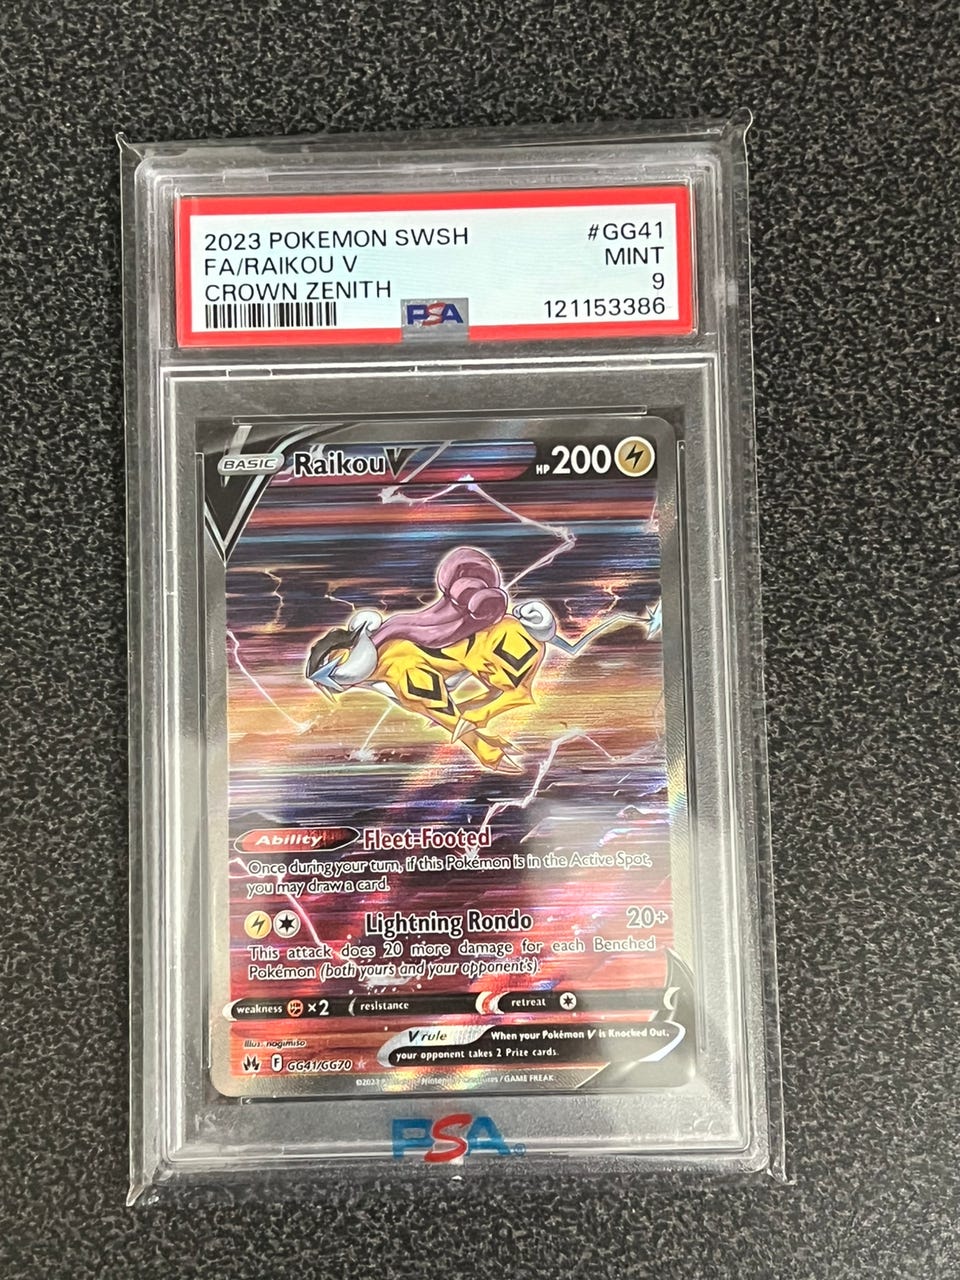 2023 POKEMON SWSH #GG41
FA/RAIKOU V MINT
CROWN ZENITH 9
PSA 121153386
BASIC Raikou V HP 200
Ability Fleet-Footed
Once during your turn, if this Pokémon is in the Active Spot,
you may draw a card.
Lightning Rondo 20+
This attack does 20 more damage for each Benched
Pokémon (both yours and your opponent's).
weakness ×2 resistance retreat
V rule When your Pokémon V is Knocked Out,
your opponent takes 2 Prize cards.
Illus. nagimiso
F GG41/GG70
©2023 / GAME FREAK
PSA